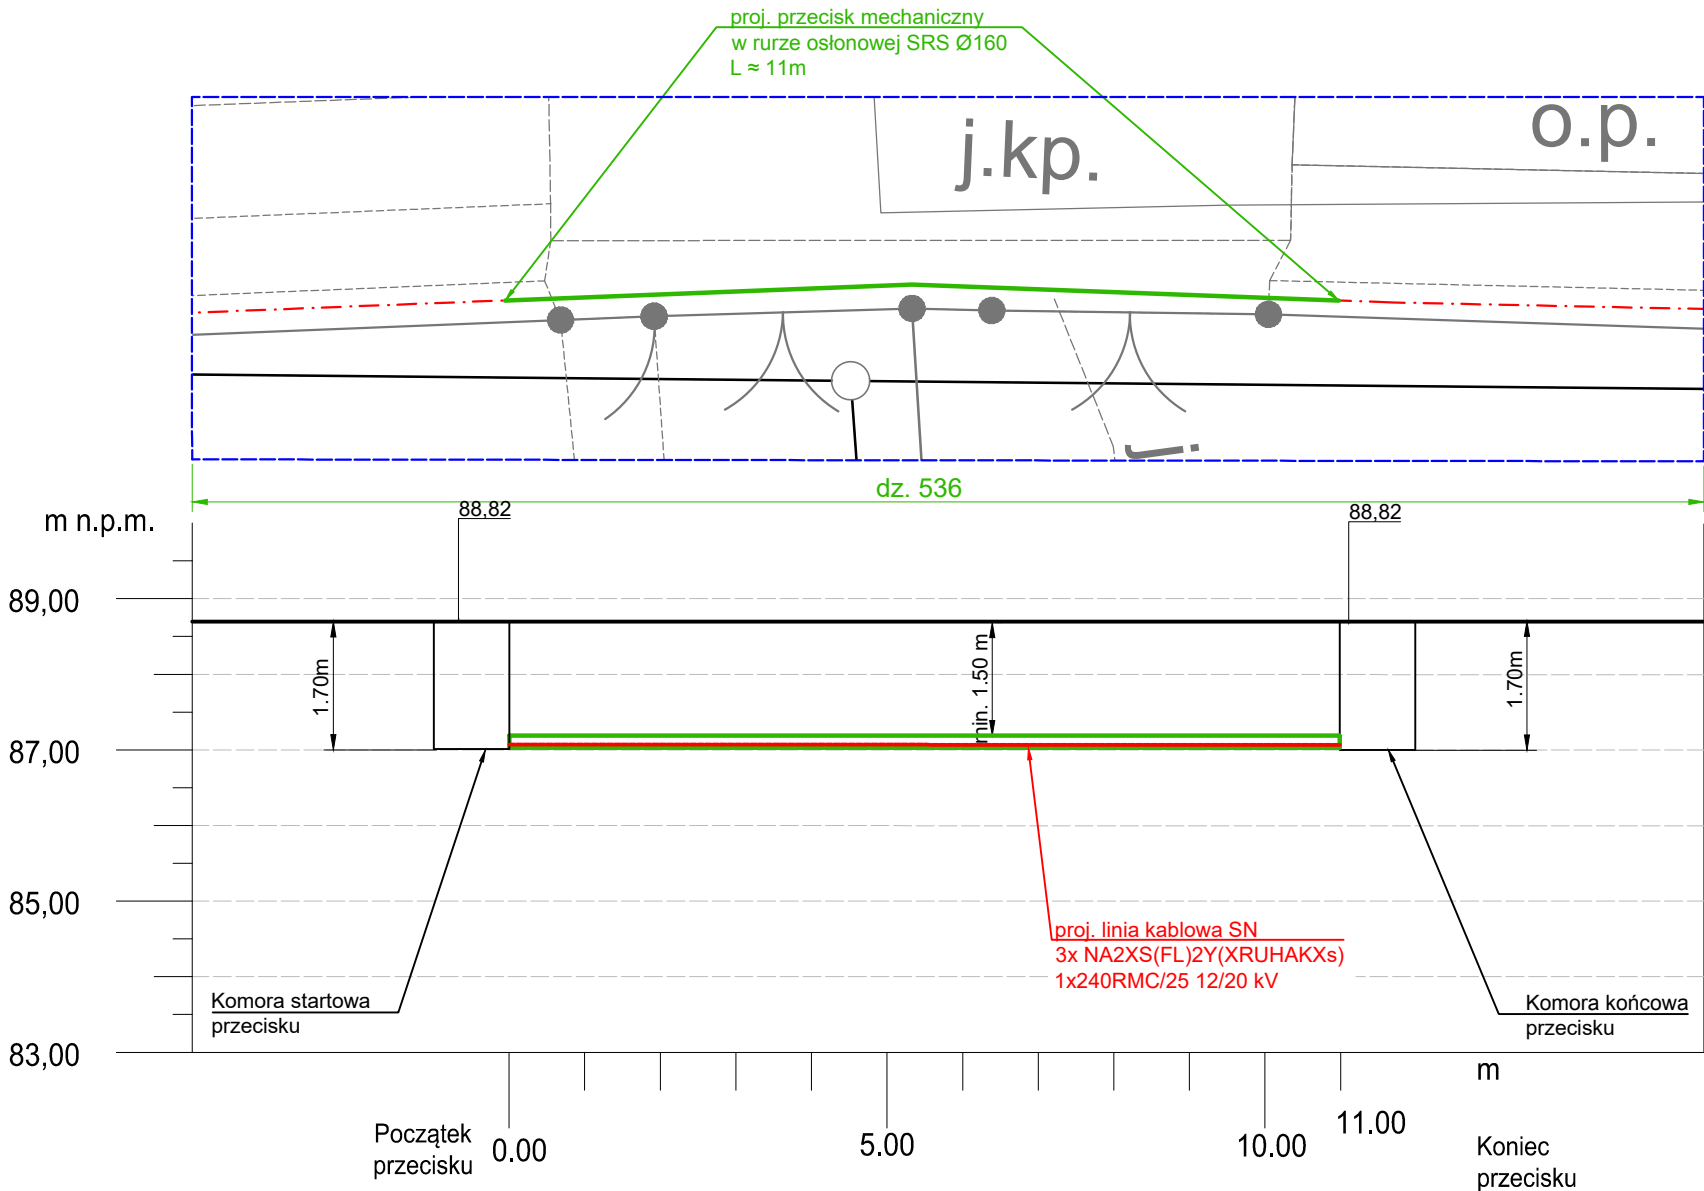 proj. przecisk mechaniczny
w rurze osłonowej SRS Ø160
L ≈ 11m
j.kp.
o.p.
j.
dz. 536
m n.p.m.
88,82
88,82
89,00
87,00
85,00
83,00
1.70m
min. 1.50 m
1.70m
proj. linia kablowa SN
3x NA2XS(FL)2Y(XRUHAKXs)
1x240RMC/25 12/20 kV
Komora startowa
przecisku
Komora końcowa
przecisku
m
Początek
przecisku
0.00
5.00
10.00
11.00
Koniec
przecisku